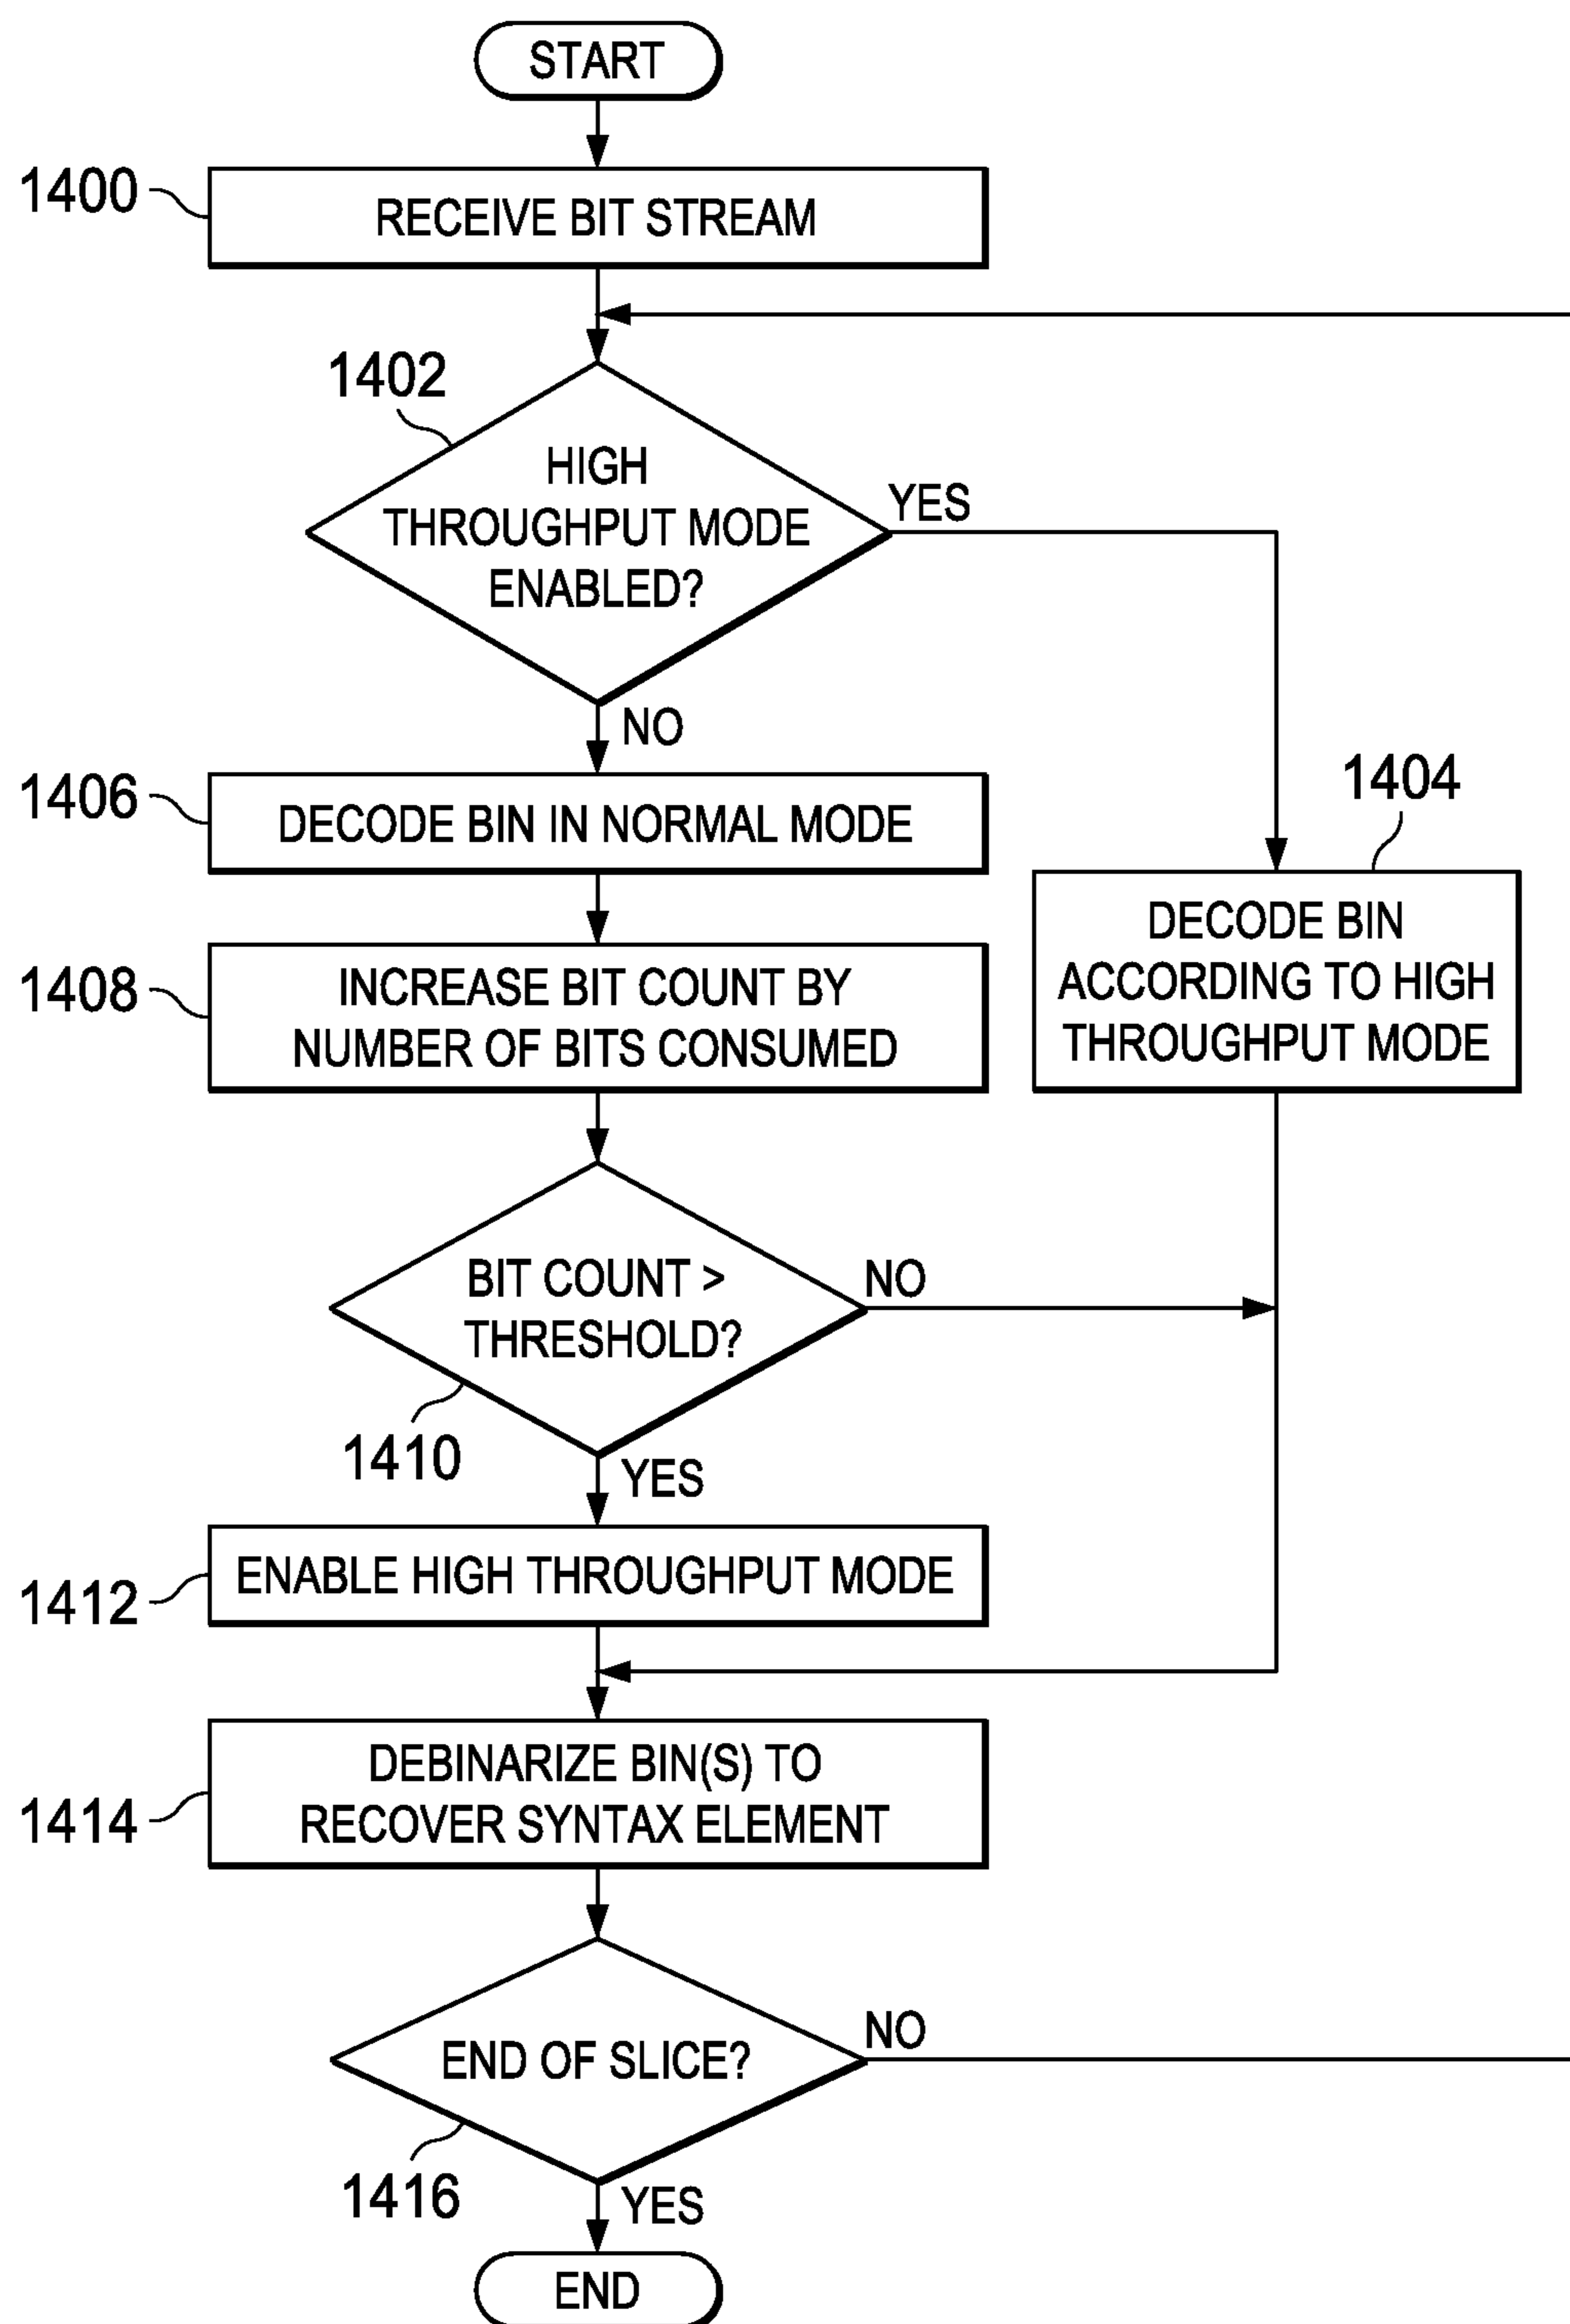 START
1400
RECEIVE BIT STREAM
1402
HIGH
THROUGHPUT MODE
ENABLED?
YES
NO
1406
DECODE BIN IN NORMAL MODE
1404
DECODE BIN
ACCORDING TO HIGH
THROUGHPUT MODE
1408
INCREASE BIT COUNT BY
NUMBER OF BITS CONSUMED
BIT COUNT >
THRESHOLD?
NO
1410
YES
1412
ENABLE HIGH THROUGHPUT MODE
1414
DEBINARIZE BIN(S) TO
RECOVER SYNTAX ELEMENT
END OF SLICE?
NO
1416
YES
END